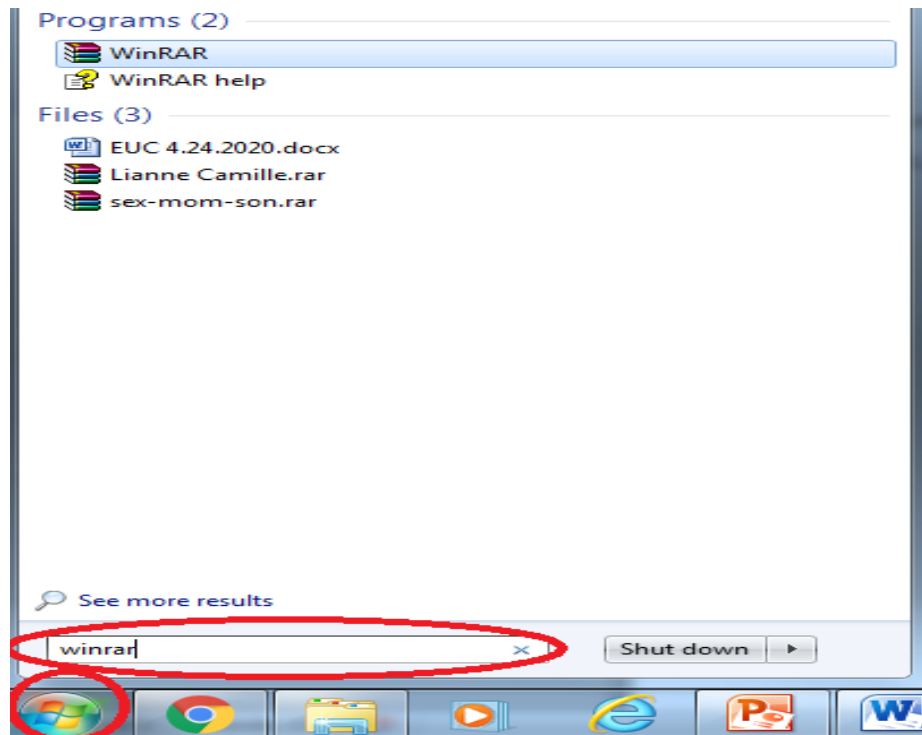 Programs (2)
WinRAR
WinRAR help
Files (3)
EUC 4.24.2020.docx
Lianne Camille.rar
sex-mom-son.rar
See more results
winrar
Shut down